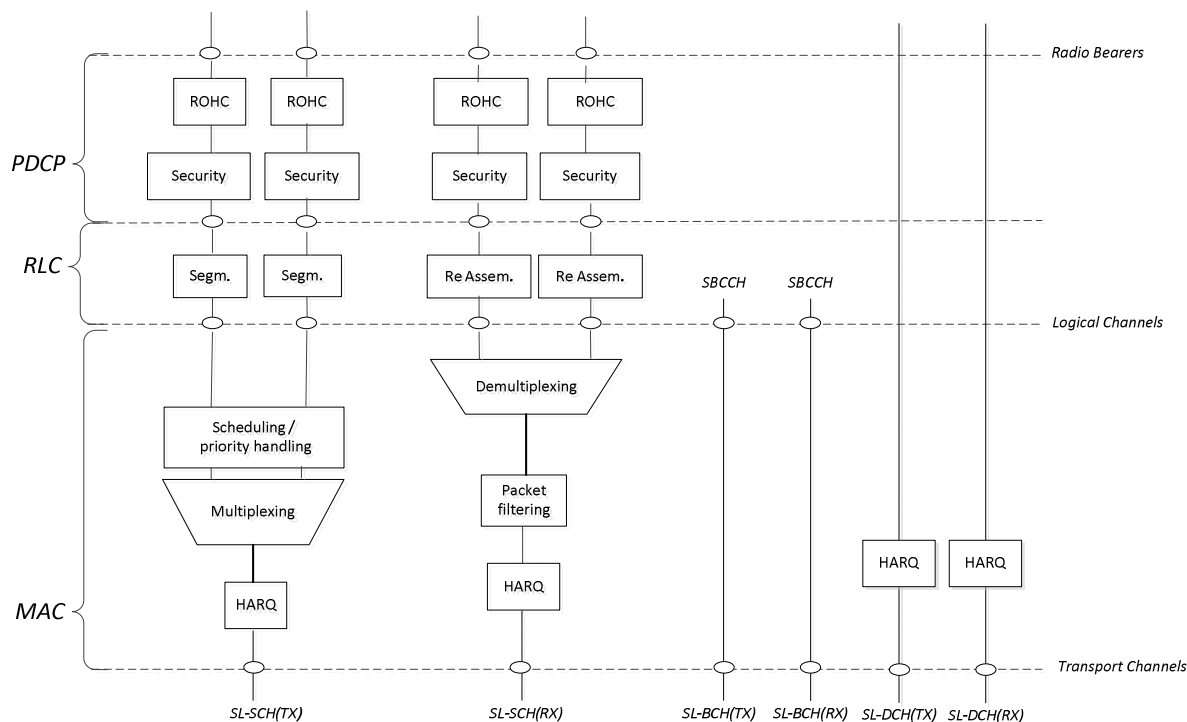 Radio Bearers
ROHC ROHC ROHC ROHC
PDCP
Security Security Security Security
RLC
Segm. Segm. Re Assem. Re Assem.
SBCCH SBCCH
Logical Channels
Demultiplexing
Scheduling /
priority handling
Packet
filtering
Multiplexing
HARQ HARQ
HARQ
HARQ
MAC
Transport Channels
SL-SCH(TX) SL-SCH(RX) SL-BCH(TX) SL-BCH(RX) SL-DCH(TX) SL-DCH(RX)